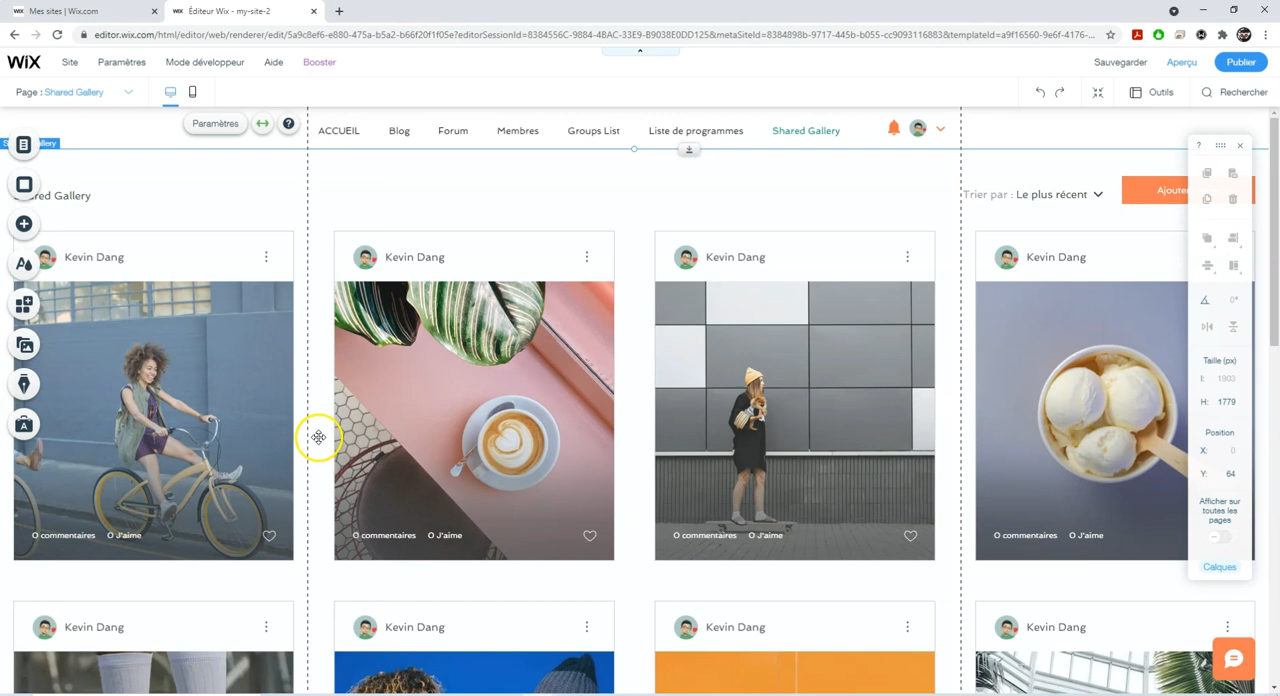 WiX Mes sites | Wix.com
WiX Éditeur Wix - my-site-2
editor.wix.com/html/editor/web/renderer/edit/5a9c8ef6-e880-475a-b5a2-b66f20f1f05e?editorSessionId=8384556C-9884-4BAC-33E9-B9038E0DD125&metaSiteId=8384898b-9717-445b-b055-cc9093116883&templateId=a9f16560-9e6f-4176-...
WiX Site Paramètres Mode développeur Aide Booster Sauvegarder Aperçu Publier
Page : Shared Gallery Outils Rechercher
Paramètres ? ACCUEIL Blog Forum Membres Groups List Liste de programmes Shared Gallery
Shared Gallery Trier par : Le plus récent
Kevin Dang Kevin Dang Kevin Dang Kevin Dang
0 commentaires 0 J'aime 0 commentaires 0 J'aime 0 commentaires 0 J'aime 0 commentaires 0 J'aime
Kevin Dang Kevin Dang Kevin Dang Kevin Dang
?
0°
Taille (px)
l: 1903
H: 1779
Position
X: 0
Y: 64
Afficher sur
toutes les
pages
Calques